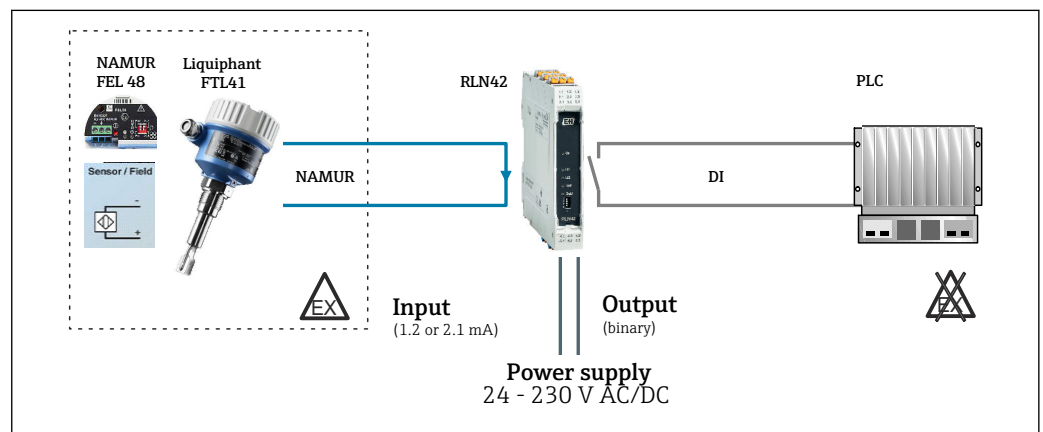 NAMUR
FEL 48
Liquiphant
FTL41
RLN42
PLC
Sensor / Field
-
+
NAMUR
DI
EX
EX
Input
(1.2 or 2.1 mA)
Output
(binary)
Power supply
24 - 230 V AC/DC
RLN42